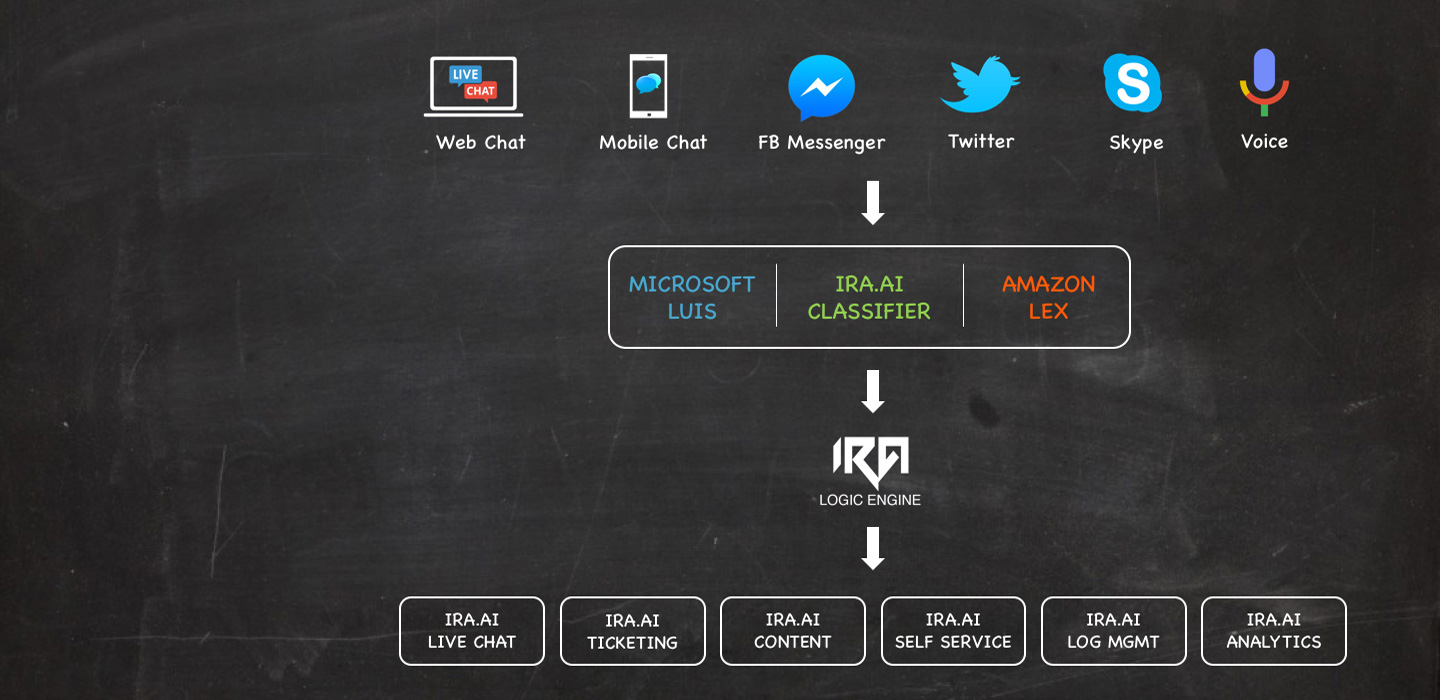 LIVE
CHAT
S
Web Chat
Mobile Chat
FB Messenger
Twitter
Skype
Voice
MICROSOFT
LUIS
IRA.AI
CLASSIFIER
AMAZON
LEX
IRA
LOGIC ENGINE
IRA.AI
LIVE CHAT
IRA.AI
TICKETING
IRA.AI
CONTENT
IRA.AI
SELF SERVICE
IRA.AI
LOG MGMT
IRA.AI
ANALYTICS